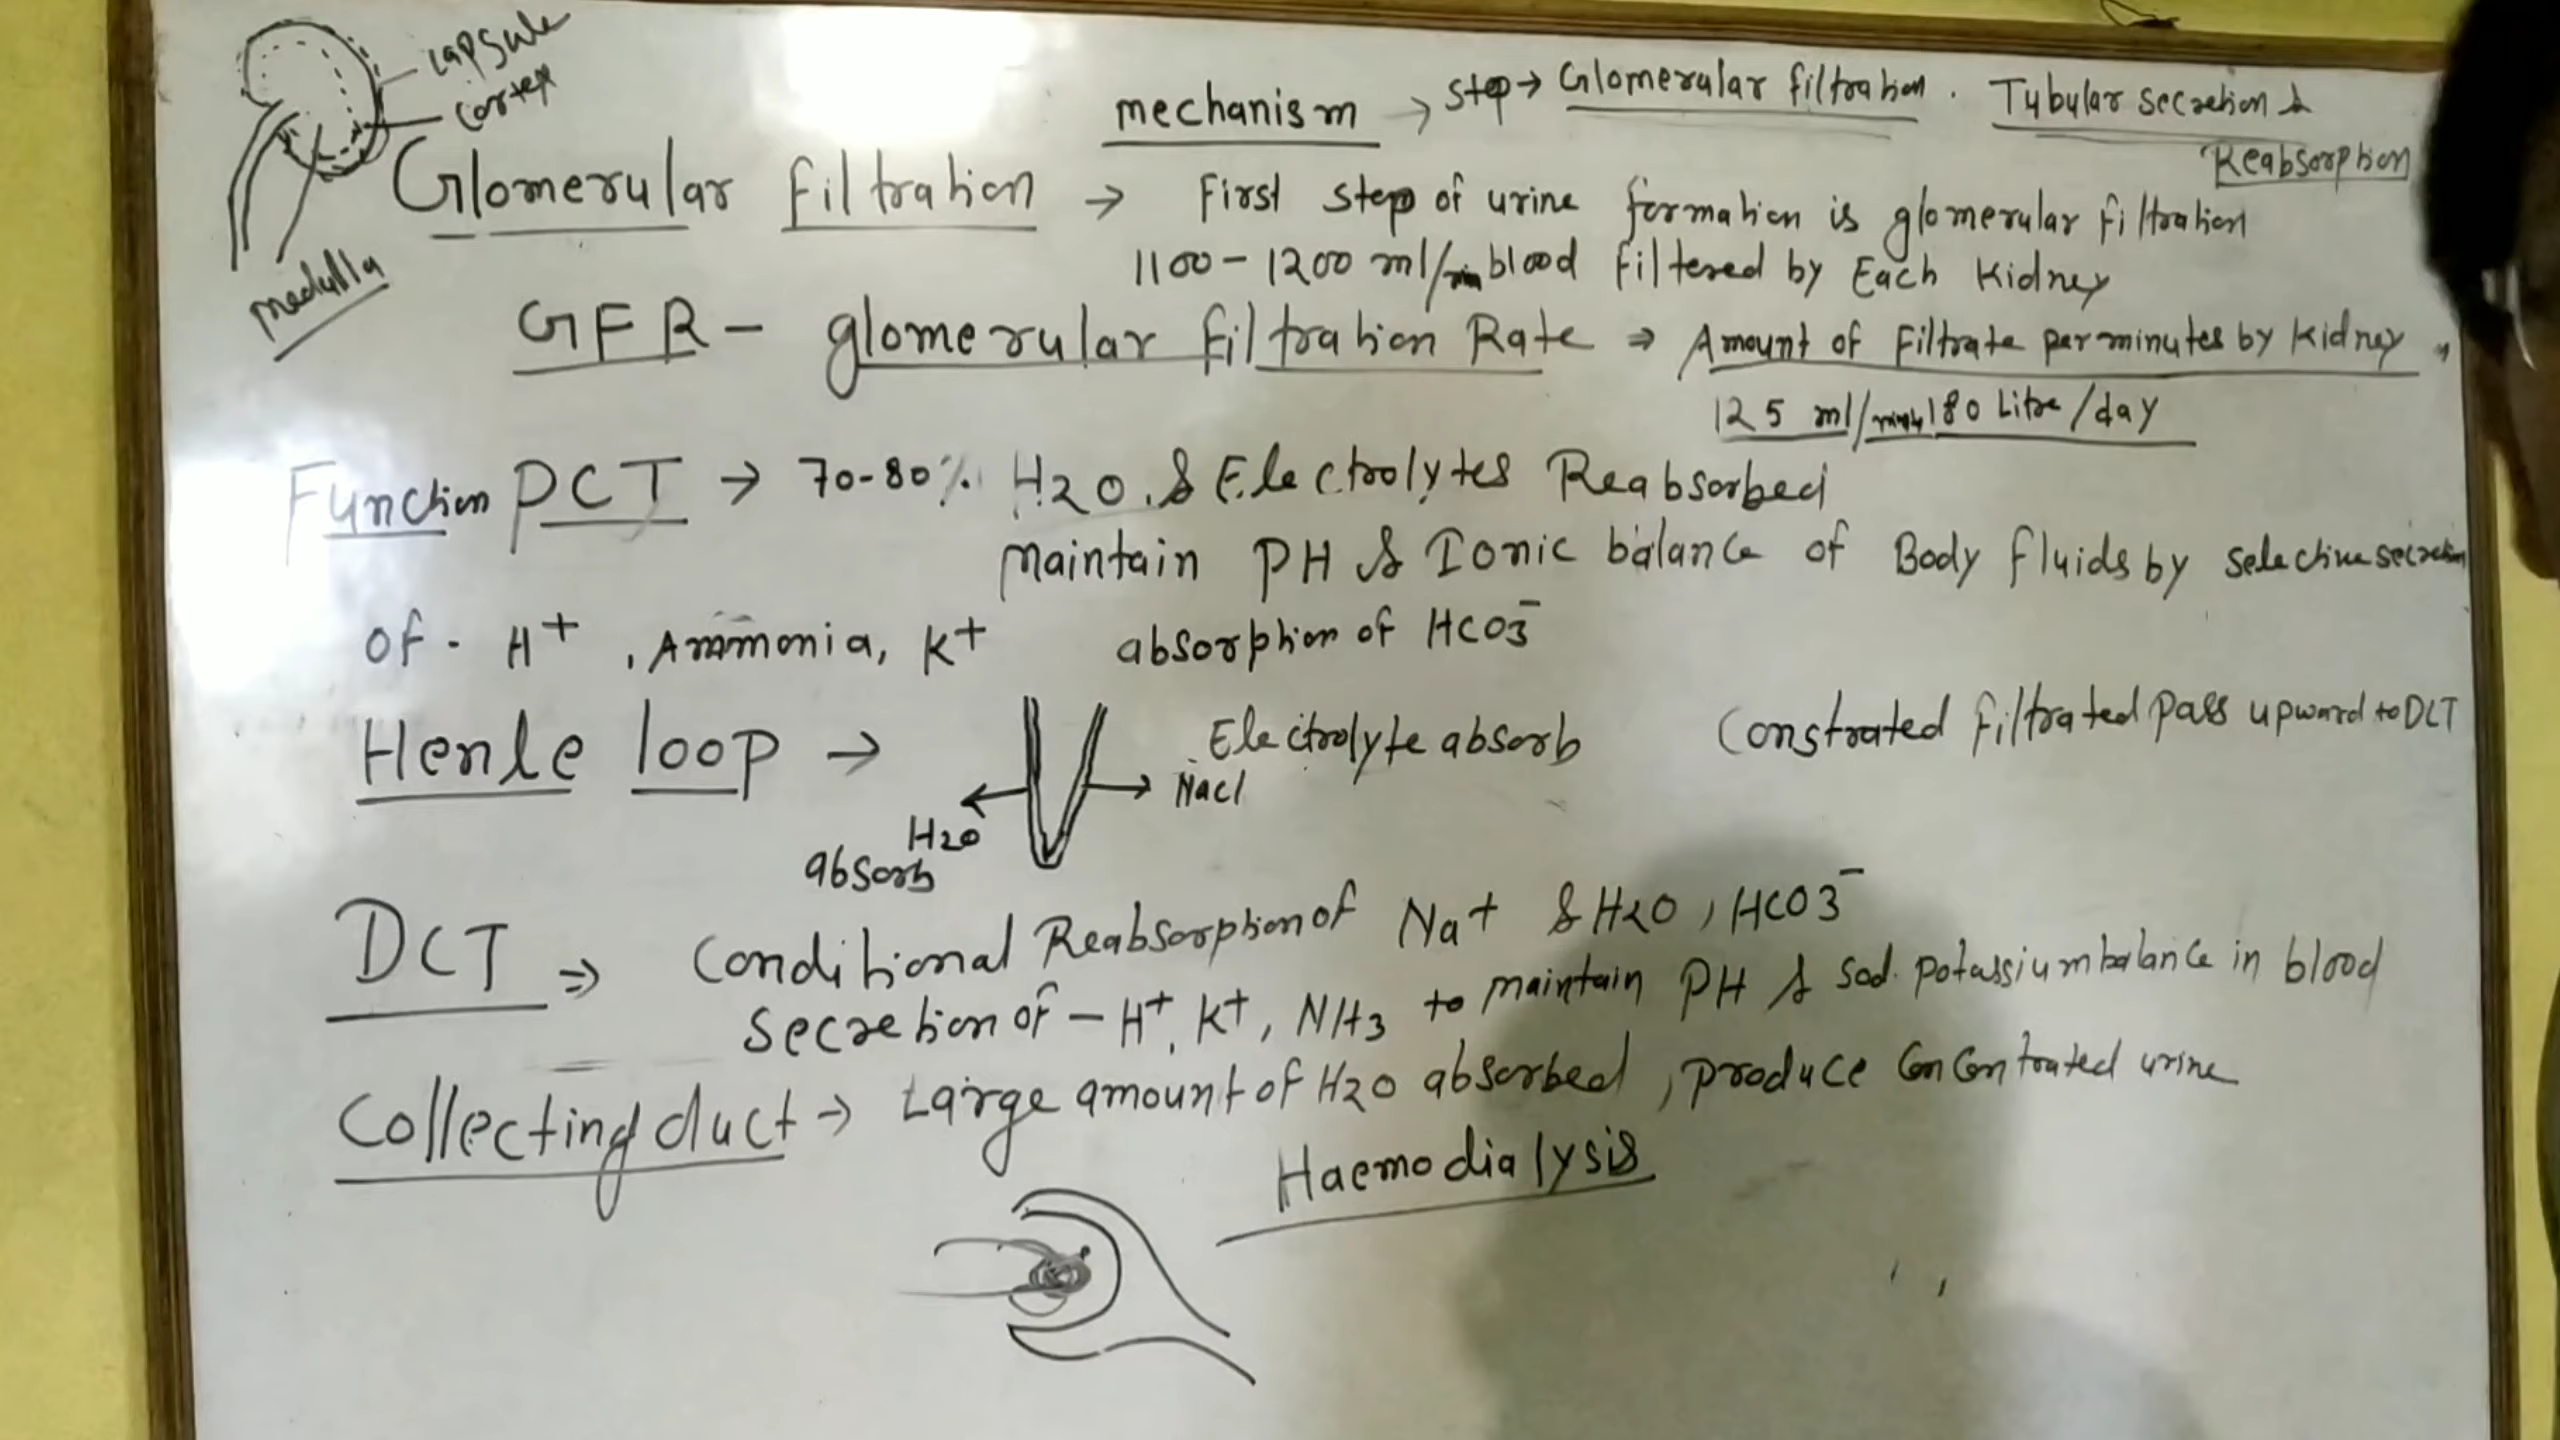 capsule
cortex
medulla
mechanism → step → Glomerular filtration. Tubular secretion &
Reabsorption
Glomerular filtration → First step of urine formation is glomerular filtration
1100-1200 ml/min blood filtered by Each Kidney
GFR - glomerular filtration Rate ⇒ Amount of filtrate per minutes by Kidney
125 ml/minute 180 Litre/day
Function PCT → 70-80% H2O & Electrolytes Reabsorbed
Maintain PH & Ionic balance of Body fluids by selective secretion
of - H+, Ammonia, K+ absorption of HCO3-
Henle loop → Electrolyte absorb Constrated filtrated pass upward to DCT
NaCl
H2O
absorb
DCT ⇒ Conditional Reabsorption of Na+ & H2O, HCO3-
Secretion of - H+, K+, NH3 to maintain PH & Sod. Potassium balance in blood
Collecting duct → Large amount of H2O absorbed, produce Concontrated urine
Haemodialysis